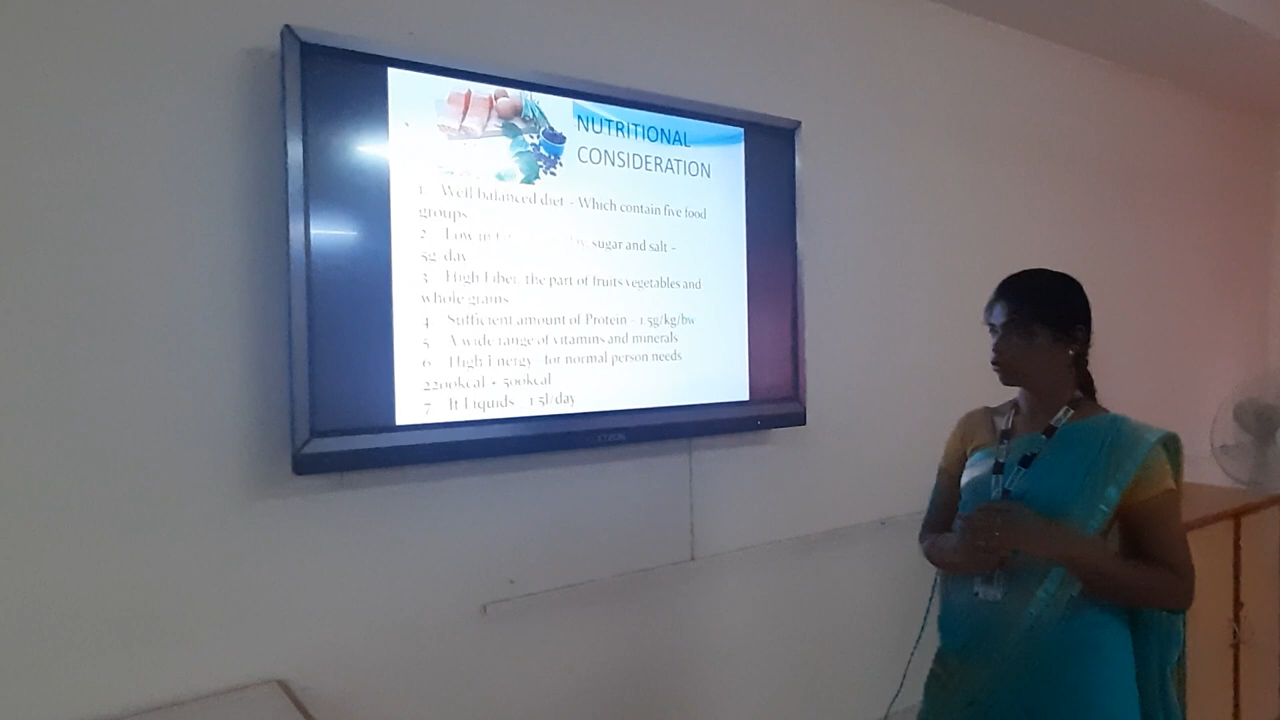 NUTRITIONAL
CONSIDERATION
1. Well balanced diet - Which contain five food
groups
2. Low in sugar and salt -
5g day
3. High Fiber, the part of fruits vegetables and
whole grains
4. Sufficient amount of Protein - 1.5g/kg/bw
5. A wide range of vitamins and minerals
6. High Energy - for normal person needs
2200kcal + 500kcal
7. It Liquids - 1.5l/day